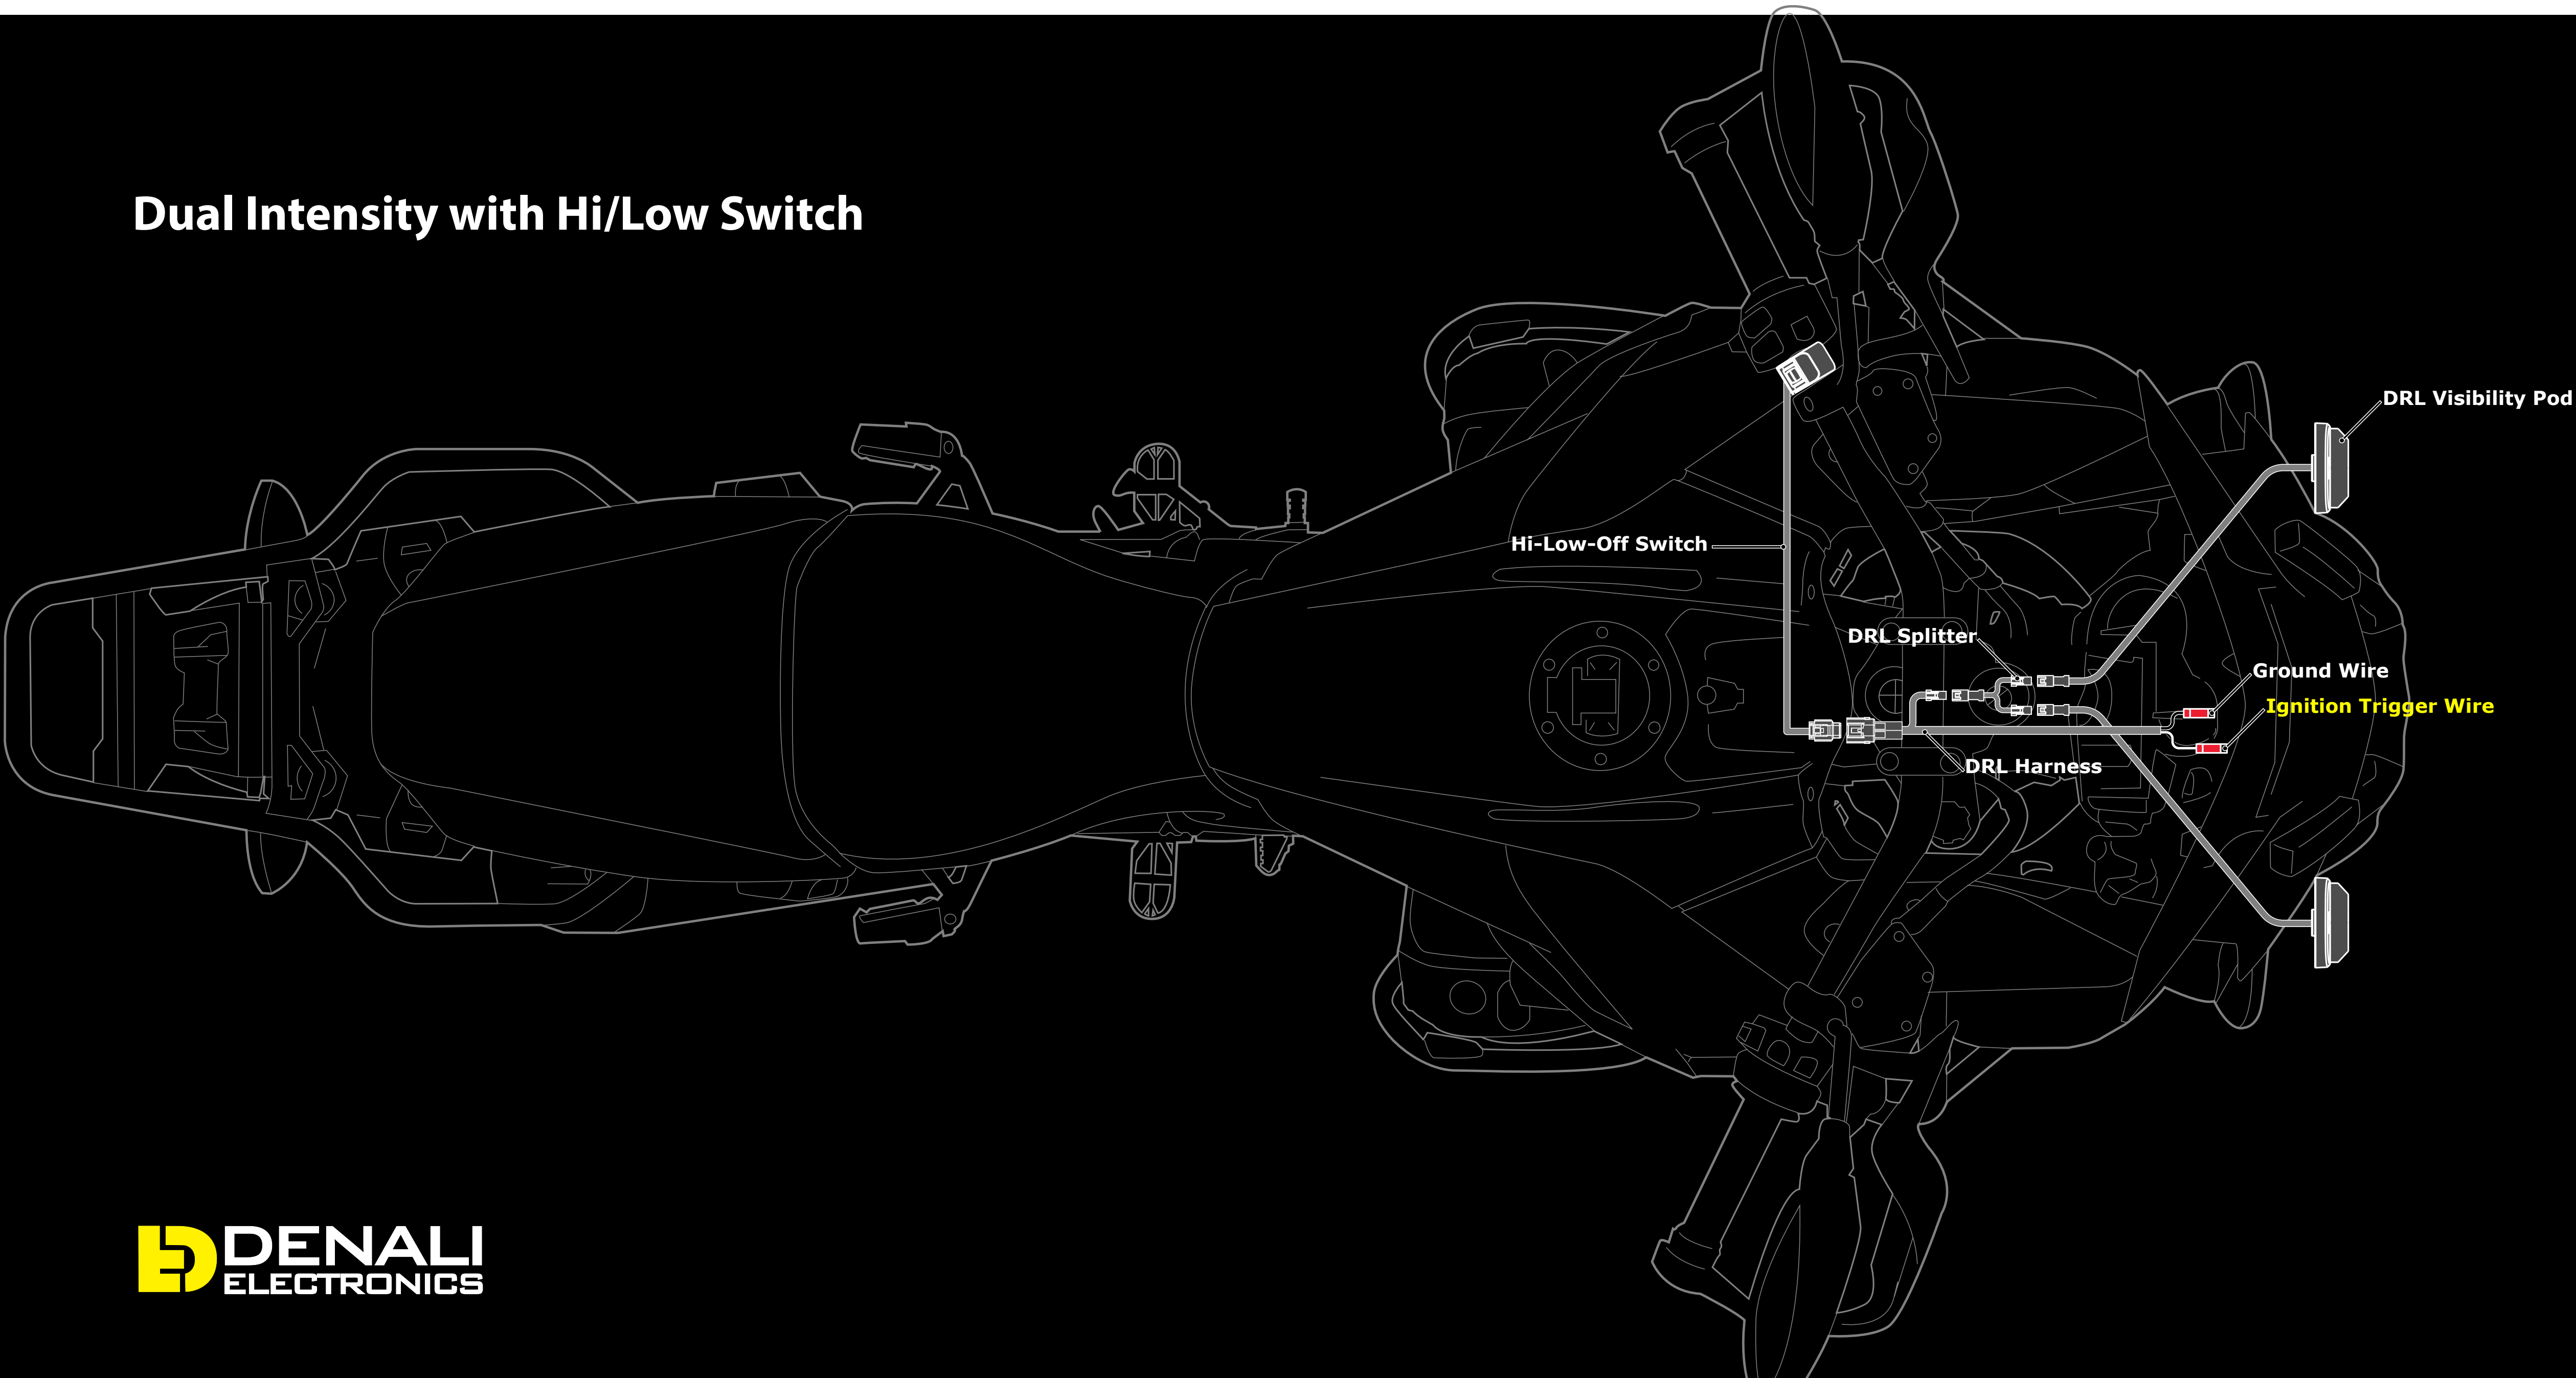 Dual Intensity with Hi/Low Switch
DRL Visibility Pod
Hi-Low-Off Switch
DRL Splitter
Ground Wire
Ignition Trigger Wire
DRL Harness
DENALI
ELECTRONICS